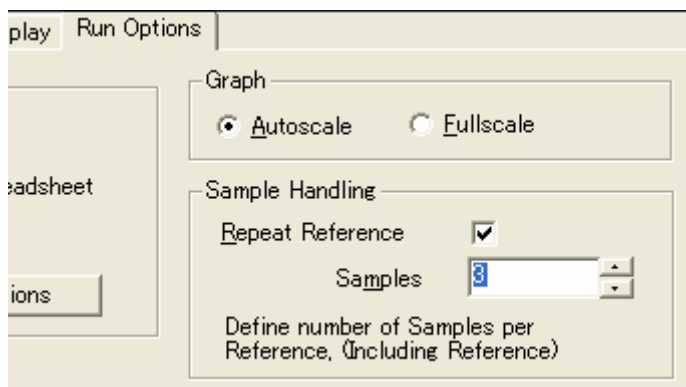 play Run Options
Graph
Autoscale Fullscale
eadsheet
Sample Handling
Repeat Reference
Samples 3
ions
Define number of Samples per
Reference, (Including Reference)